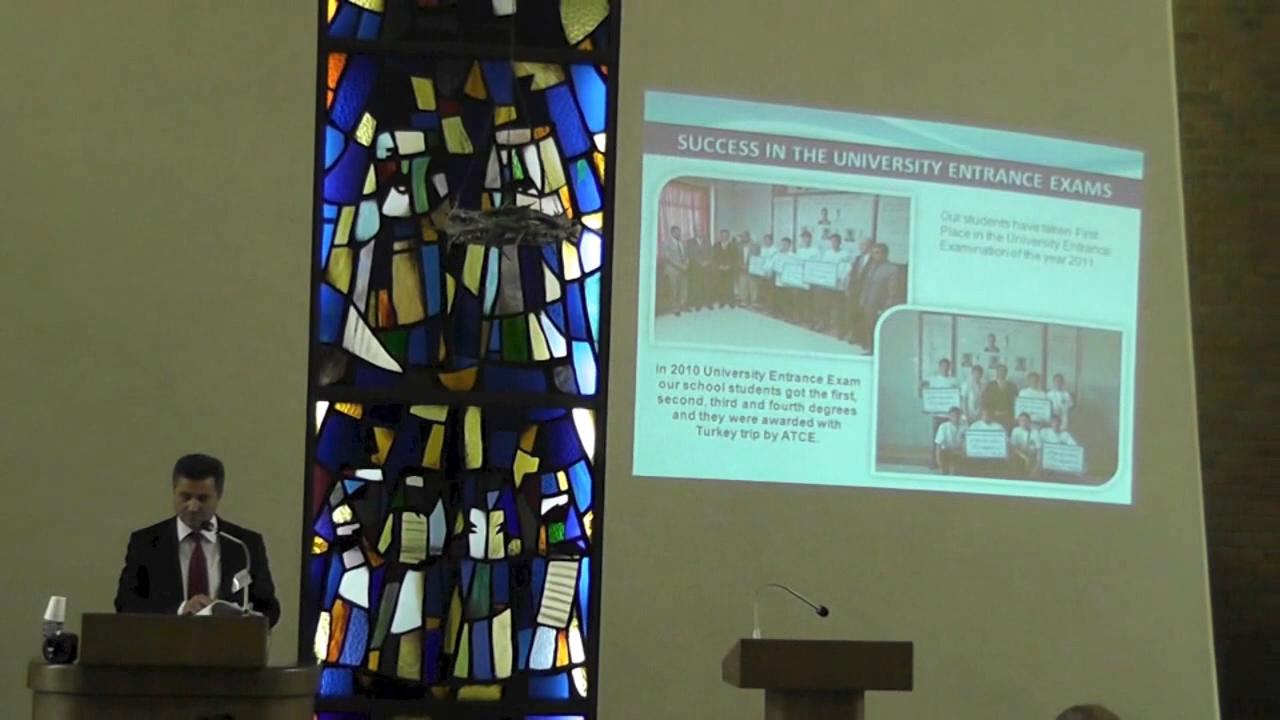 SUCCESS IN THE UNIVERSITY ENTRANCE EXAMS
Our students have taken First
Place in the University Entrance
Examination of the year 2011
In 2010 University Entrance Exam
our school students got the first,
second, third and fourth degrees
and they were awarded with
Turkey trip by ATCE.